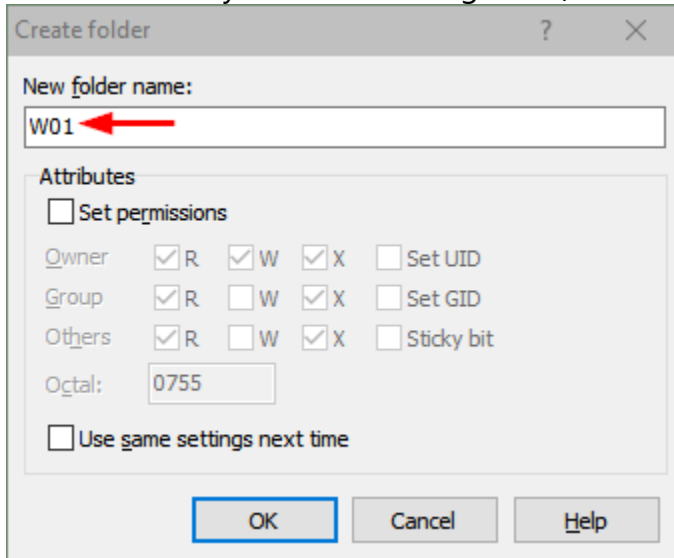 Create folder ? ×
New folder name:
W01
Attributes
Set permissions
Owner R W X Set UID
Group R W X Set GID
Others R W X Sticky bit
Octal: 0755
Use same settings next time
OK Cancel Help